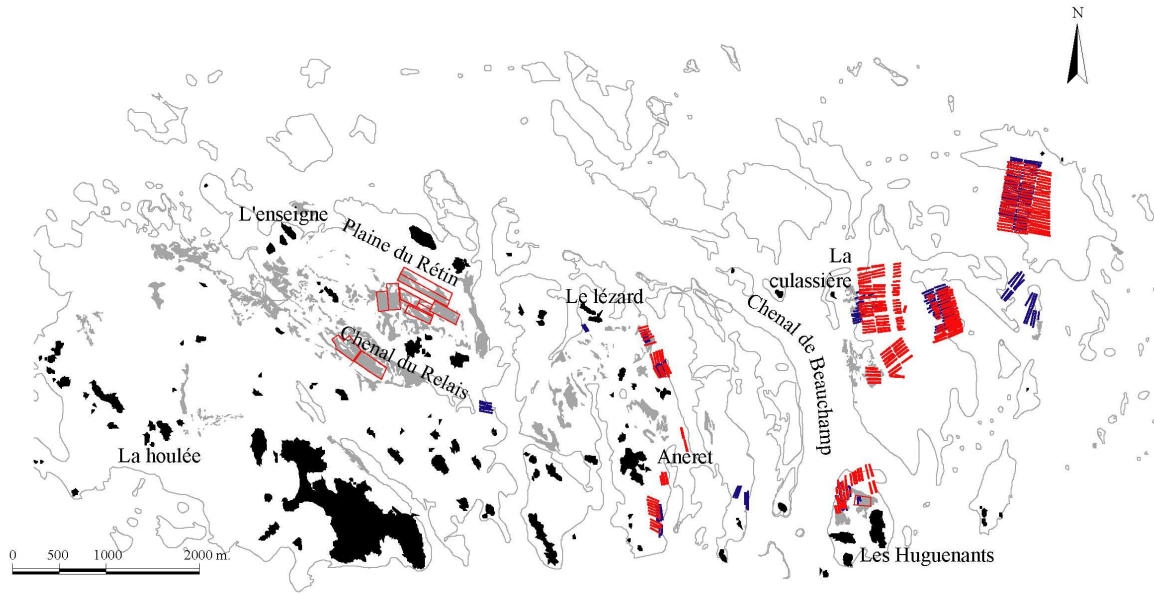 N
L'enseigne
Plaine du Rétin
La
culassière
Le lézard
Chenal du Relais
Chenal de Beauchamp
La houlée
Aneret
Les Huguenants
0 500 1000 2000 m.